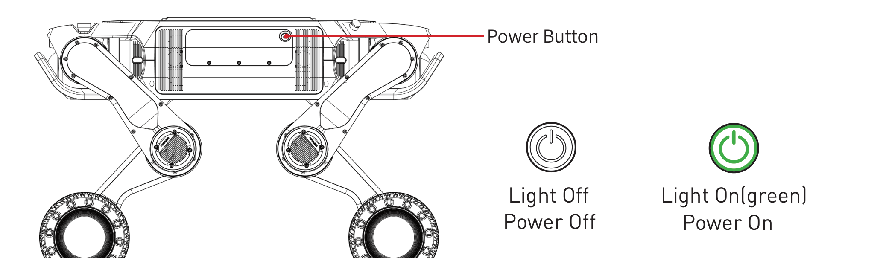 Power Button
Light Off
Power Off
Light On(green)
Power On